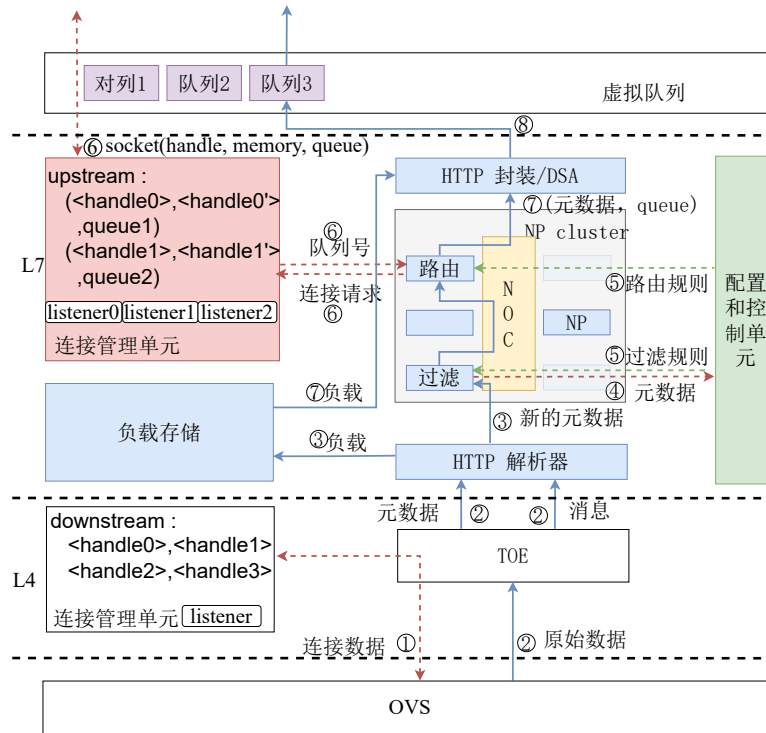 对列1
队列2
队列3
虚拟队列
⑧
⑥ socket(handle, memory, queue)
upstream :
(<handle0>,<handle0'>
,queue1)
(<handle1>,<handle1'>
,queue2)
listener0 listener1 listener2
连接管理单元
L7
⑥
队列号
连接请求
⑥
HTTP 封装/DSA
⑦(元数据, queue)
NP cluster
路由
NOC
NP
过滤
⑤路由规则
⑤过滤规则
④ 元数据
配置
和控
制单
元
⑦负载
③ 新的元数据
负载存储
③负载
HTTP 解析器
元数据 ②
② 消息
downstream :
<handle0>,<handle1>
<handle2>,<handle3>
连接管理单元 listener
L4
TOE
连接数据 ①
② 原始数据
OVS